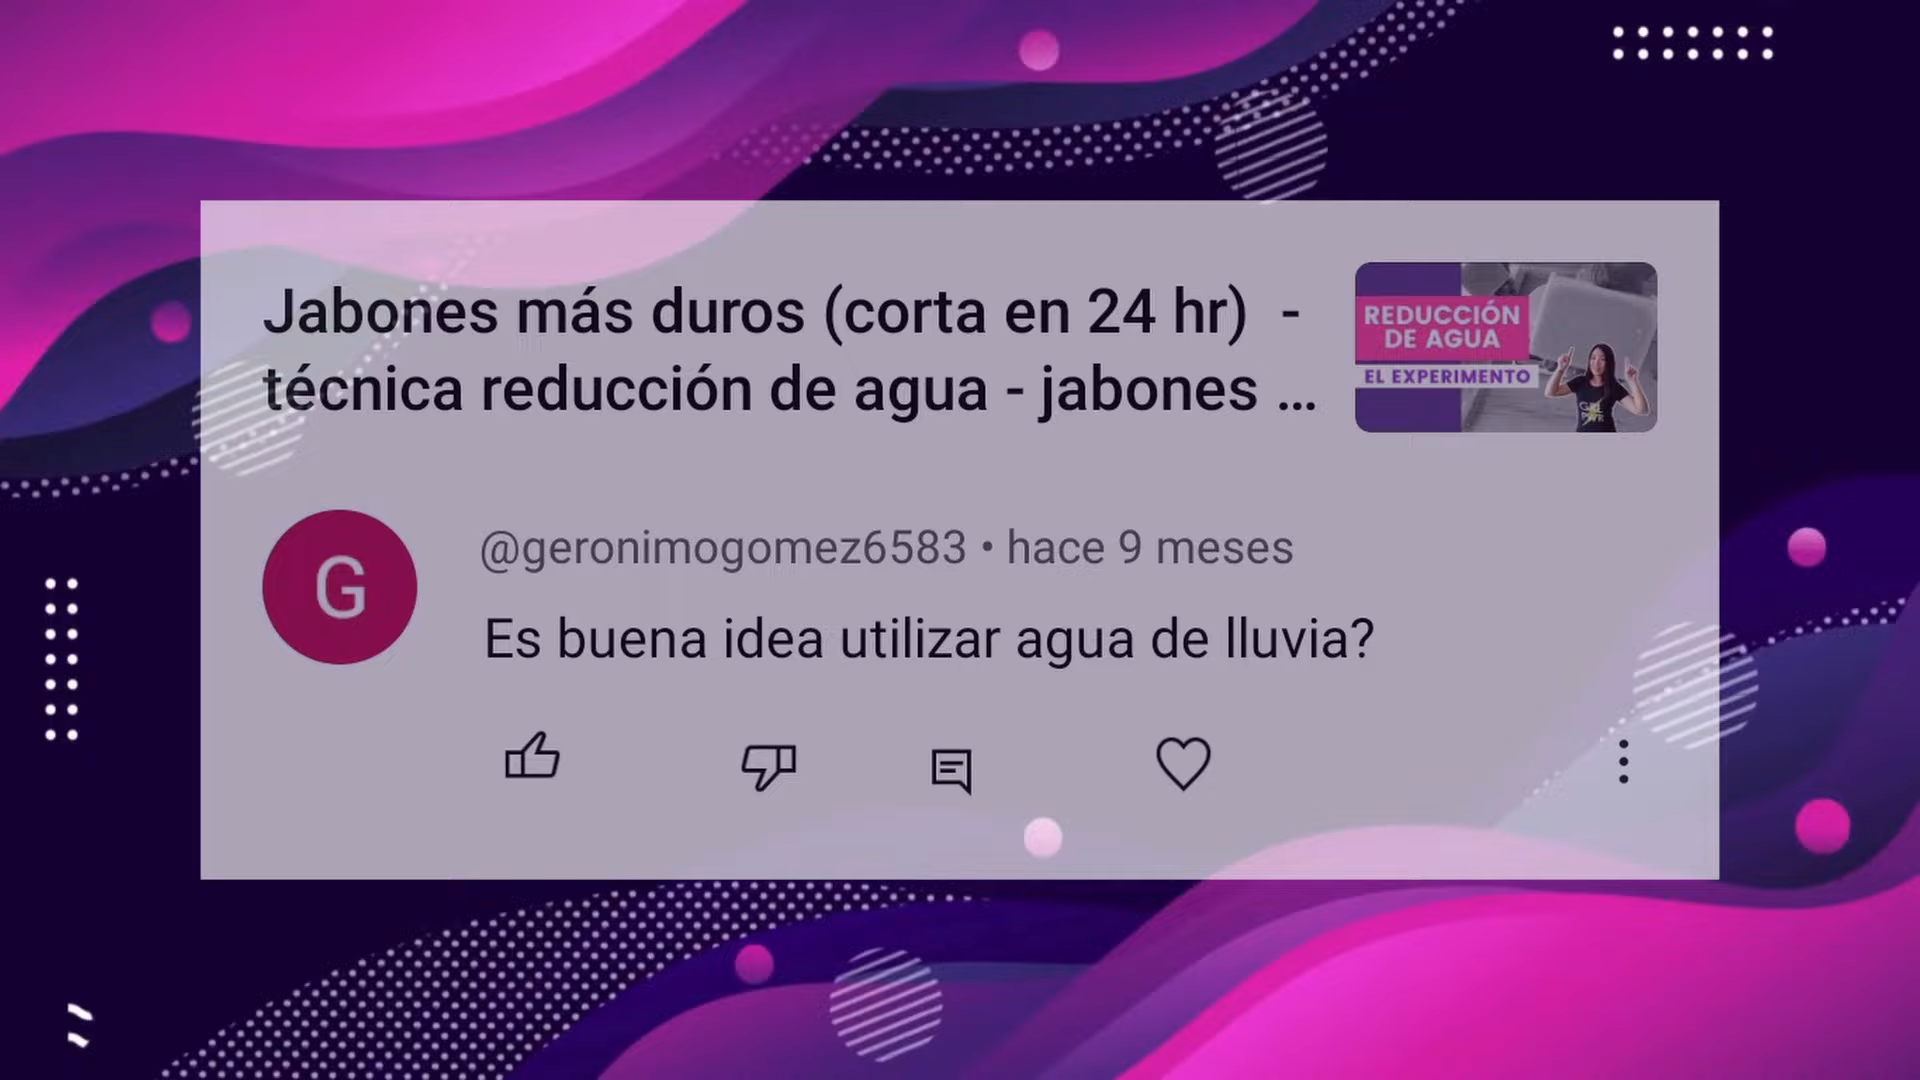 Jabones más duros (corta en 24 hr) -
técnica reducción de agua - jabones ...
REDUCCIÓN
DE AGUA
EL EXPERIMENTO
G
@geronimogomez6583 • hace 9 meses
Es buena idea utilizar agua de lluvia?